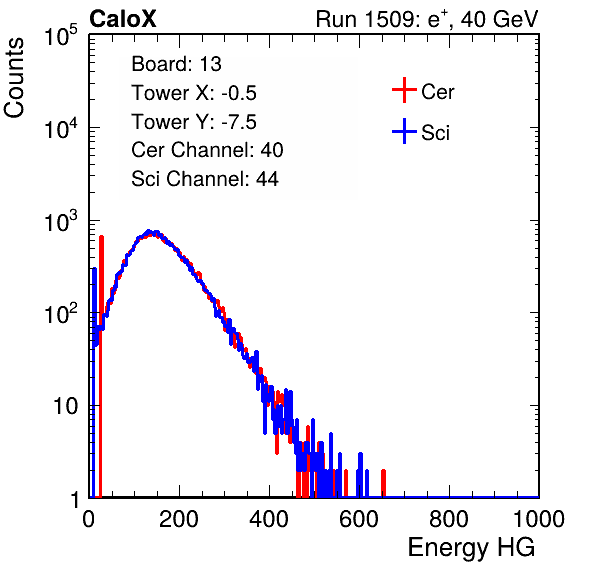 CaloX Run 1509: e⁺, 40 GeV
Counts
Board: 13
Tower X: -0.5
Tower Y: -7.5
Cer Channel: 40
Sci Channel: 44
Cer
Sci
10⁵
10⁴
10³
10²
10
1
0 200 400 600 800 1000
Energy HG